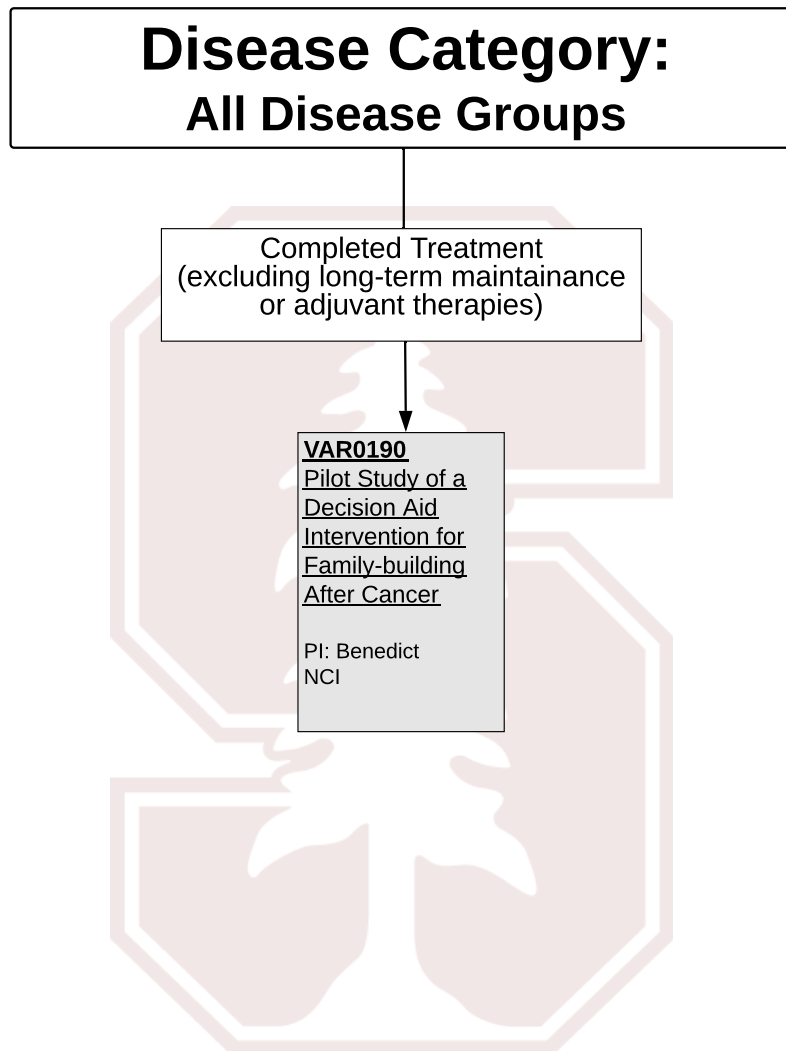 Disease Category:
All Disease Groups
Completed Treatment
(excluding long-term maintainance
or adjuvant therapies)
VAR0190
Pilot Study of a
Decision Aid
Intervention for
Family-building
After Cancer
PI: Benedict
NCI